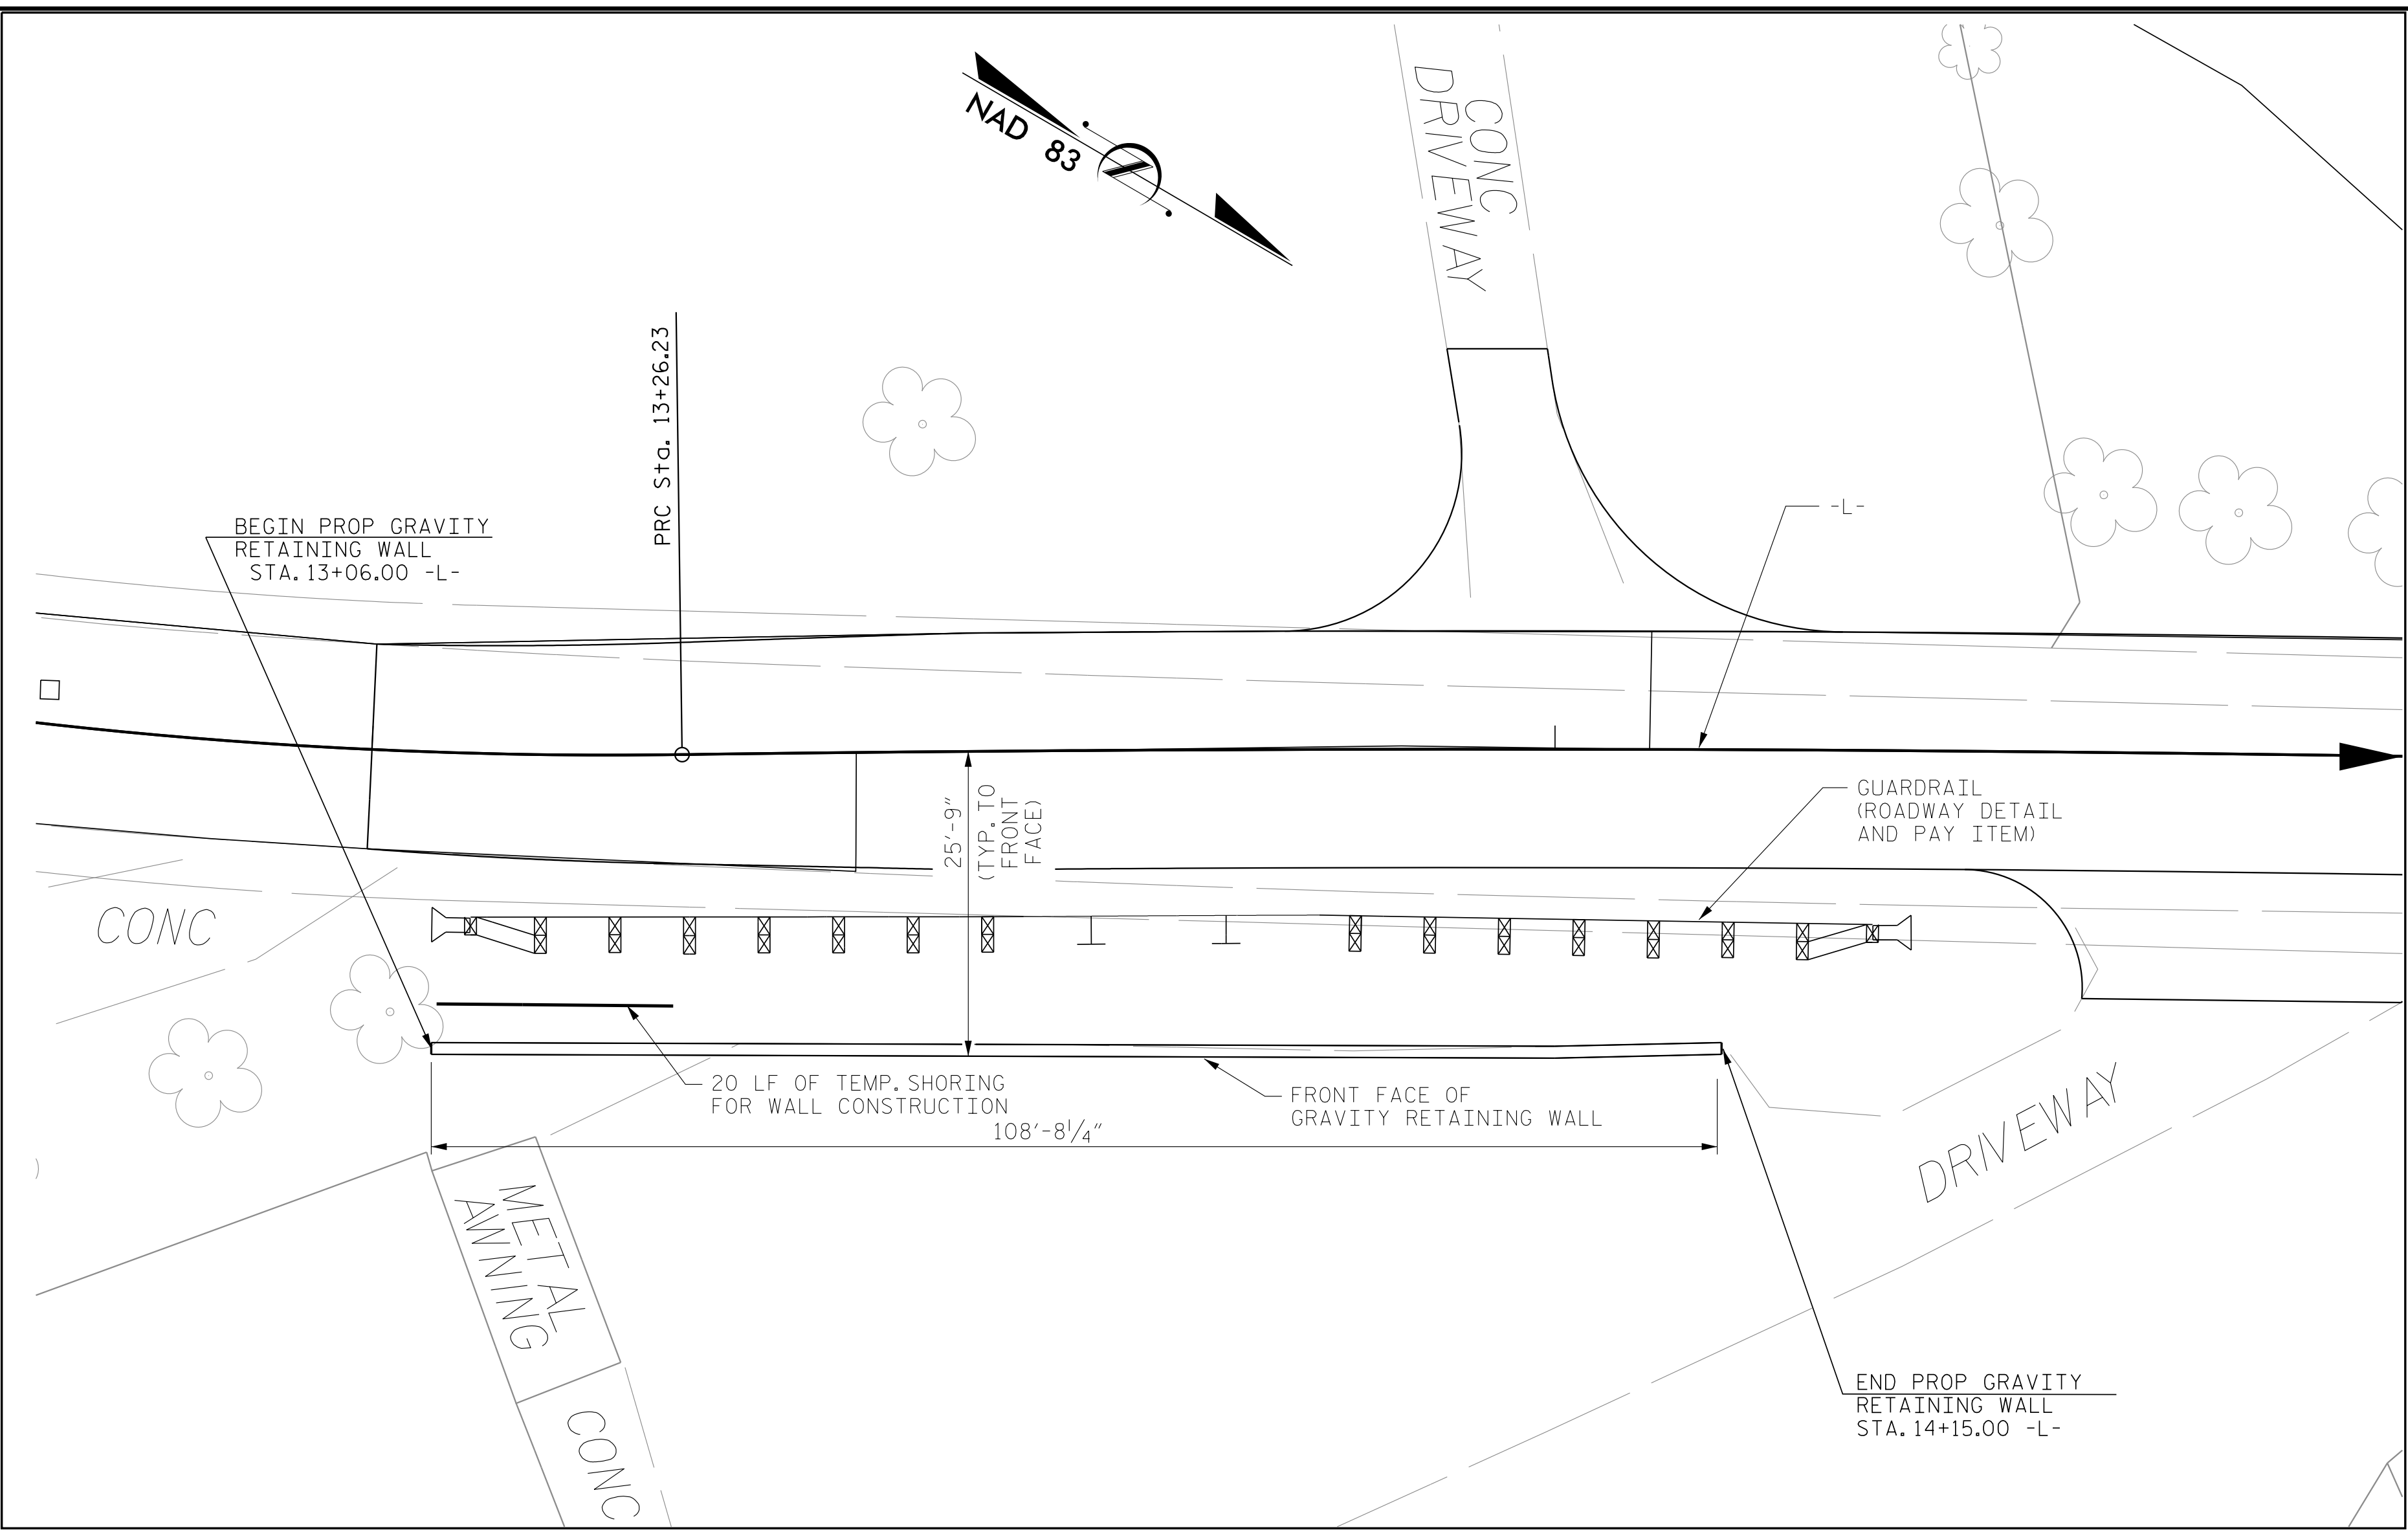 NAD 83
CONC
DRIVEWAY
PRC Sta. 13+26.23
BEGIN PROP GRAVITY
RETAINING WALL
STA. 13+06.00 -L-
-L-
GUARDRAIL
(ROADWAY DETAIL
AND PAY ITEM)
25'-9"
(TYP. TO
FRONT
FACE)
CONC
20 LF OF TEMP. SHORING
FOR WALL CONSTRUCTION
FRONT FACE OF
GRAVITY RETAINING WALL
108'-8 1/4"
DRIVEWAY
METAL
AWNING
CONC
END PROP GRAVITY
RETAINING WALL
STA. 14+15.00 -L-